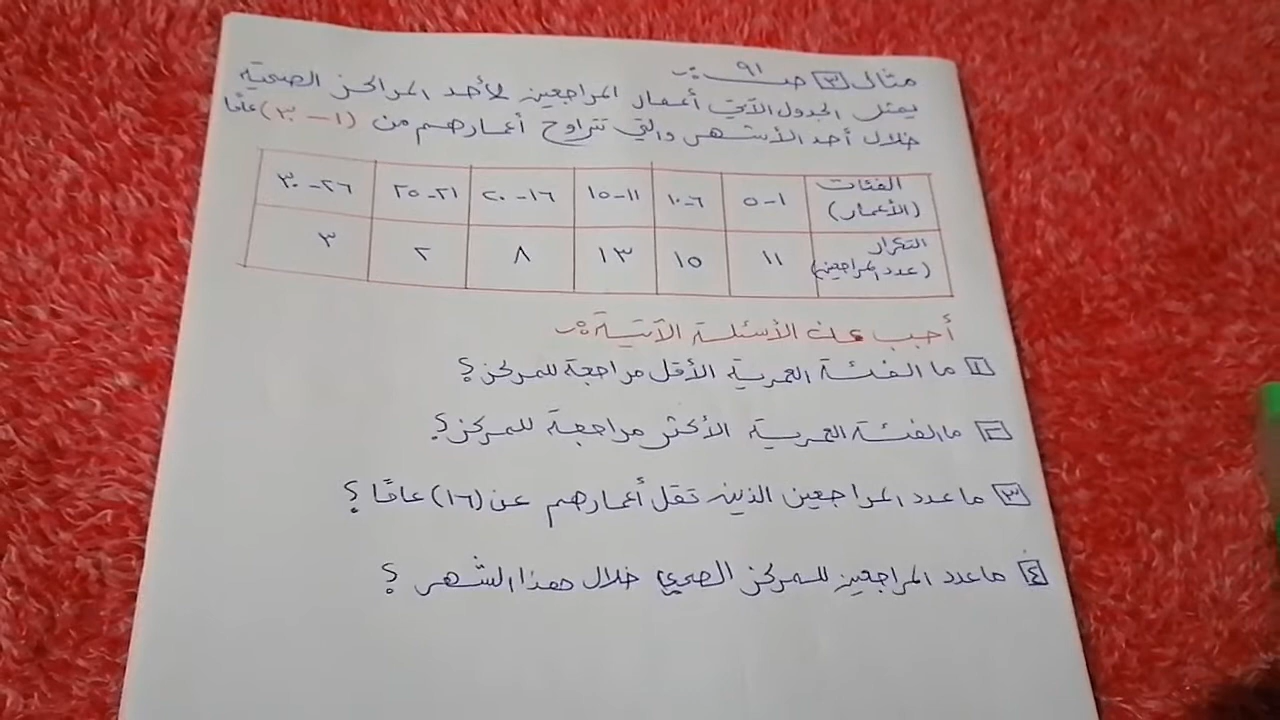 مثال ٣ صـ ٩١ :-
يمثل الجدول الآتي أعمار المراجعين لأحد المراكز الصحية
خلال أحد الأشهر والتي تتراوح أعمارهم من (١-٣٠) عامًا
الفئات (الأعمار) ١-٥ ٦-١٠ ١١-١٥ ١٦-٢٠ ٢١-٢٥ ٢٦-٣٠
التكرار (عدد المراجعين) ١١ ١٥ ١٣ ٨ ٢ ٣
أجب عن الأسئلة الآتية :-
١ ما الفئة العمرية الأقل مراجعة للمركز؟
٢ ما الفئة العمرية الأكثر مراجعة للمركز؟
٣ ما عدد المراجعين الذين تقل أعمارهم عن (١٦) عامًا؟
٤ ما عدد المراجعين للمركز الصحي خلال هذا الشهر؟